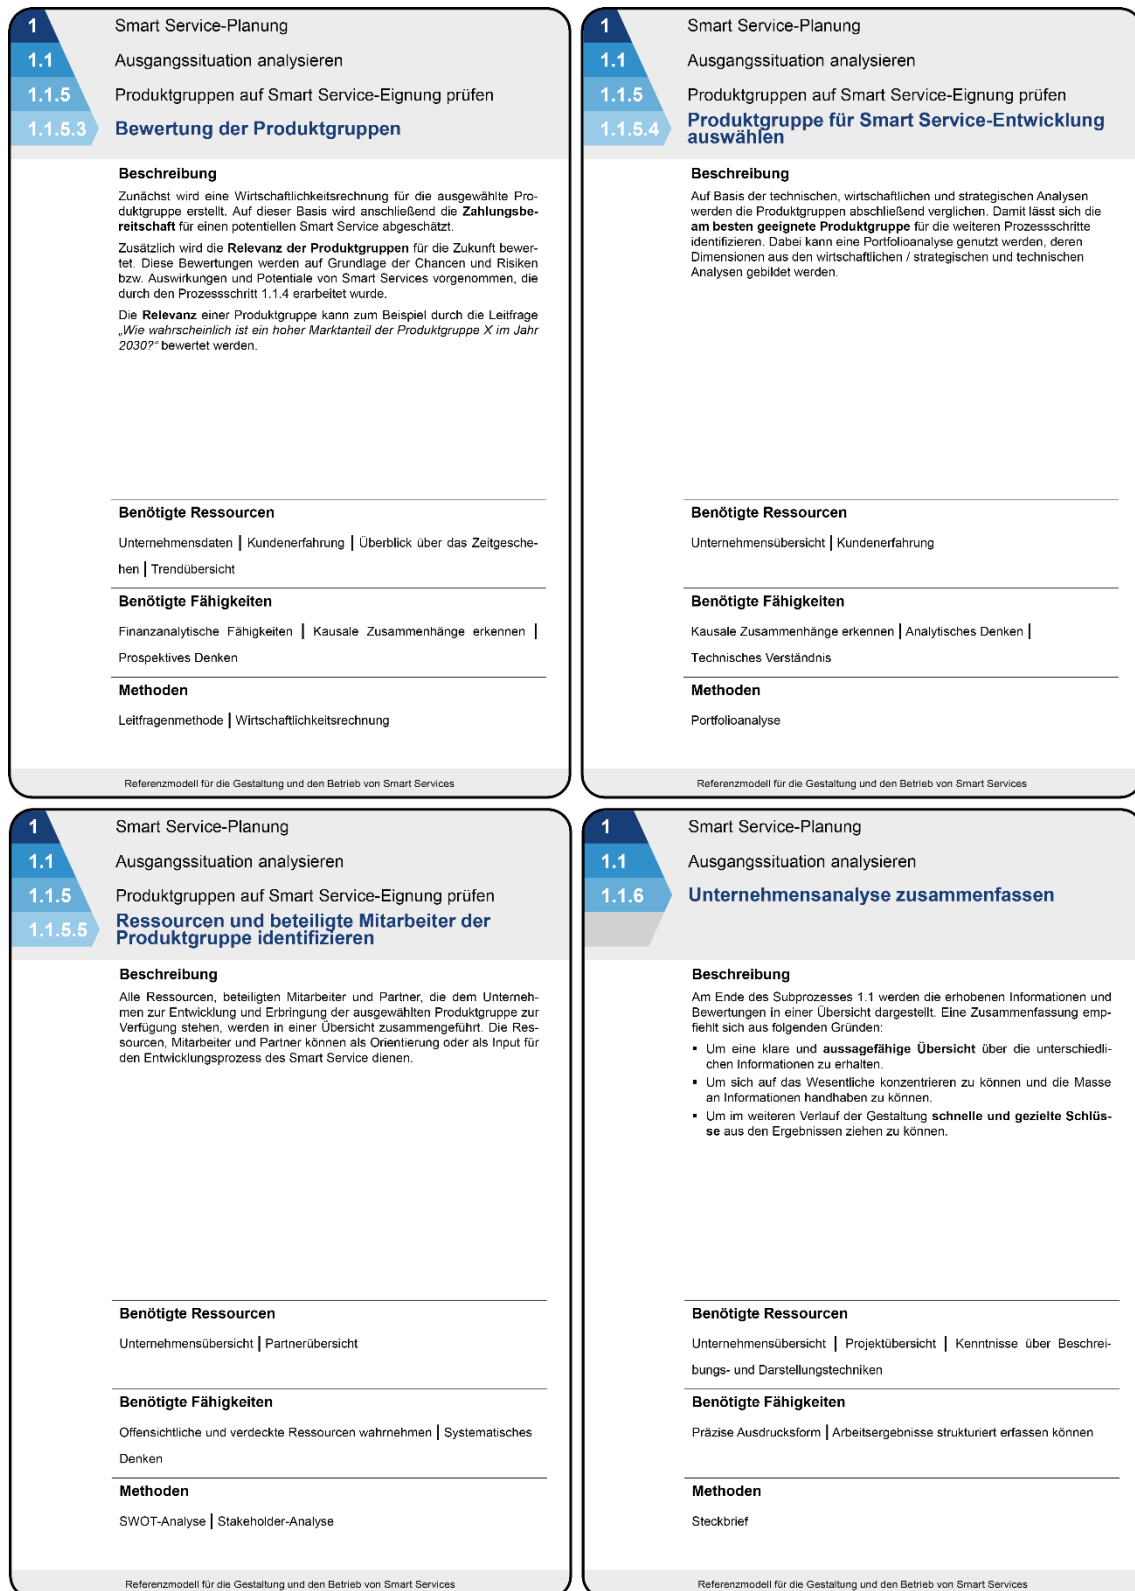 1 Smart Service-Planung
1.1 Ausgangssituation analysieren
1.1.5 Produktgruppen auf Smart Service-Eignung prüfen
1.1.5.3 Bewertung der Produktgruppen
Beschreibung
Zunächst wird eine Wirtschaftlichkeitsrechnung für die ausgewählte Pro-
duktgruppe erstellt. Auf dieser Basis wird anschließend die Zahlungsbe-
reitschaft für einen potentiellen Smart Service abgeschätzt.
Zusätzlich wird die Relevanz der Produktgruppen für die Zukunft bewer-
tet. Diese Bewertungen werden auf Grundlage der Chancen und Risiken
bzw. Auswirkungen und Potentiale von Smart Services vorgenommen, die
durch den Prozessschritt 1.1.4 erarbeitet wurde.
Die Relevanz einer Produktgruppe kann zum Beispiel durch die Leitfrage
„Wie wahrscheinlich ist ein hoher Marktanteil der Produktgruppe X im Jahr
2030?“ bewertet werden.
Benötigte Ressourcen
Unternehmensdaten | Kundenerfahrung | Überblick über das Zeitgesche-
hen | Trendübersicht
Benötigte Fähigkeiten
Finanzanalytische Fähigkeiten | Kausale Zusammenhänge erkennen |
Prospektives Denken
Methoden
Leitfragenmethode | Wirtschaftlichkeitsrechnung
Referenzmodell für die Gestaltung und den Betrieb von Smart Services
1 Smart Service-Planung
1.1 Ausgangssituation analysieren
1.1.5 Produktgruppen auf Smart Service-Eignung prüfen
1.1.5.4 Produktgruppe für Smart Service-Entwicklung
auswählen
Beschreibung
Auf Basis der technischen, wirtschaftlichen und strategischen Analysen
werden die Produktgruppen abschließend verglichen. Damit lässt sich die
am besten geeignete Produktgruppe für die weiteren Prozessschritte
identifizieren. Dabei kann eine Portfolioanalyse genutzt werden, deren
Dimensionen aus den wirtschaftlichen / strategischen und technischen
Analysen gebildet werden.
Benötigte Ressourcen
Unternehmensübersicht | Kundenerfahrung
Benötigte Fähigkeiten
Kausale Zusammenhänge erkennen | Analytisches Denken |
Technisches Verständnis
Methoden
Portfolioanalyse
Referenzmodell für die Gestaltung und den Betrieb von Smart Services
1 Smart Service-Planung
1.1 Ausgangssituation analysieren
1.1.5 Produktgruppen auf Smart Service-Eignung prüfen
1.1.5.5 Ressourcen und beteiligte Mitarbeiter der
Produktgruppe identifizieren
Beschreibung
Alle Ressourcen, beteiligten Mitarbeiter und Partner, die dem Unterneh-
men zur Entwicklung und Erbringung der ausgewählten Produktgruppe zur
Verfügung stehen, werden in einer Übersicht zusammengeführt. Die Res-
sourcen, Mitarbeiter und Partner können als Orientierung oder als Input für
den Entwicklungsprozess des Smart Service dienen.
Benötigte Ressourcen
Unternehmensübersicht | Partnerübersicht
Benötigte Fähigkeiten
Offensichtliche und verdeckte Ressourcen wahrnehmen | Systematisches
Denken
Methoden
SWOT-Analyse | Stakeholder-Analyse
Referenzmodell für die Gestaltung und den Betrieb von Smart Services
1 Smart Service-Planung
1.1 Ausgangssituation analysieren
1.1.6 Unternehmensanalyse zusammenfassen
Beschreibung
Am Ende des Subprozesses 1.1 werden die erhobenen Informationen und
Bewertungen in einer Übersicht dargestellt. Eine Zusammenfassung emp-
fiehlt sich aus folgenden Gründen:
▪ Um eine klare und aussagefähige Übersicht über die unterschiedli-
chen Informationen zu erhalten.
▪ Um sich auf das Wesentliche konzentrieren zu können und die Masse
an Informationen handhaben zu können.
▪ Um im weiteren Verlauf der Gestaltung schnelle und gezielte Schlüs-
se aus den Ergebnissen ziehen zu können.
Benötigte Ressourcen
Unternehmensübersicht | Projektübersicht | Kenntnisse über Beschrei-
bungs- und Darstellungstechniken
Benötigte Fähigkeiten
Präzise Ausdrucksform | Arbeitsergebnisse strukturiert erfassen können
Methoden
Steckbrief
Referenzmodell für die Gestaltung und den Betrieb von Smart Services